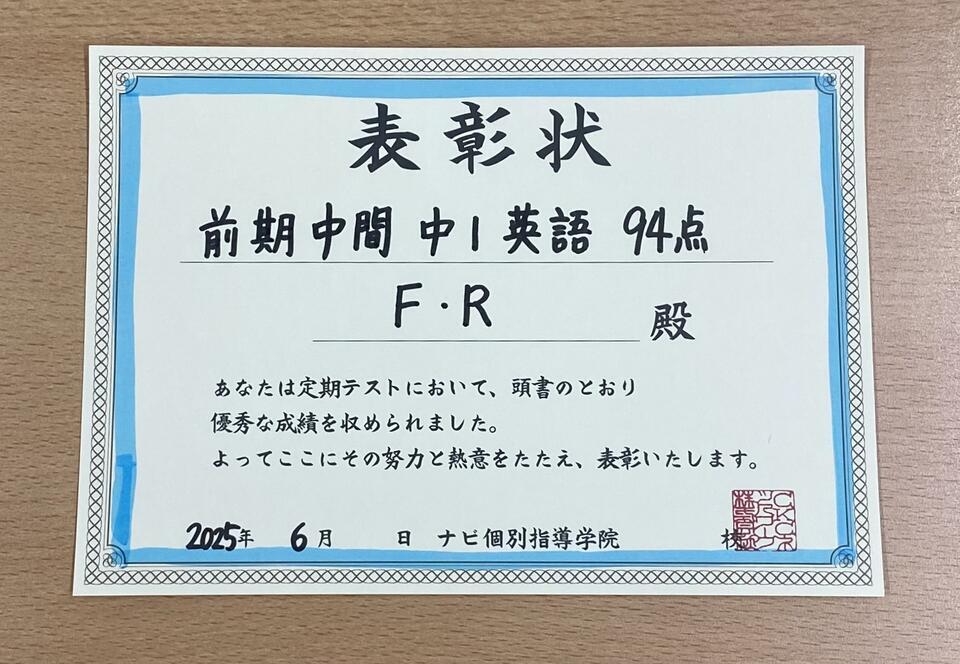 表彰状
前期中間 中1 英語 94点
F・R 殿
あなたは定期テストにおいて、頭書のとおり
優秀な成績を収められました。
よってここにその努力と熱意をたたえ、表彰いたします。
2025年 6月 日 ナビ個別指導学院 校